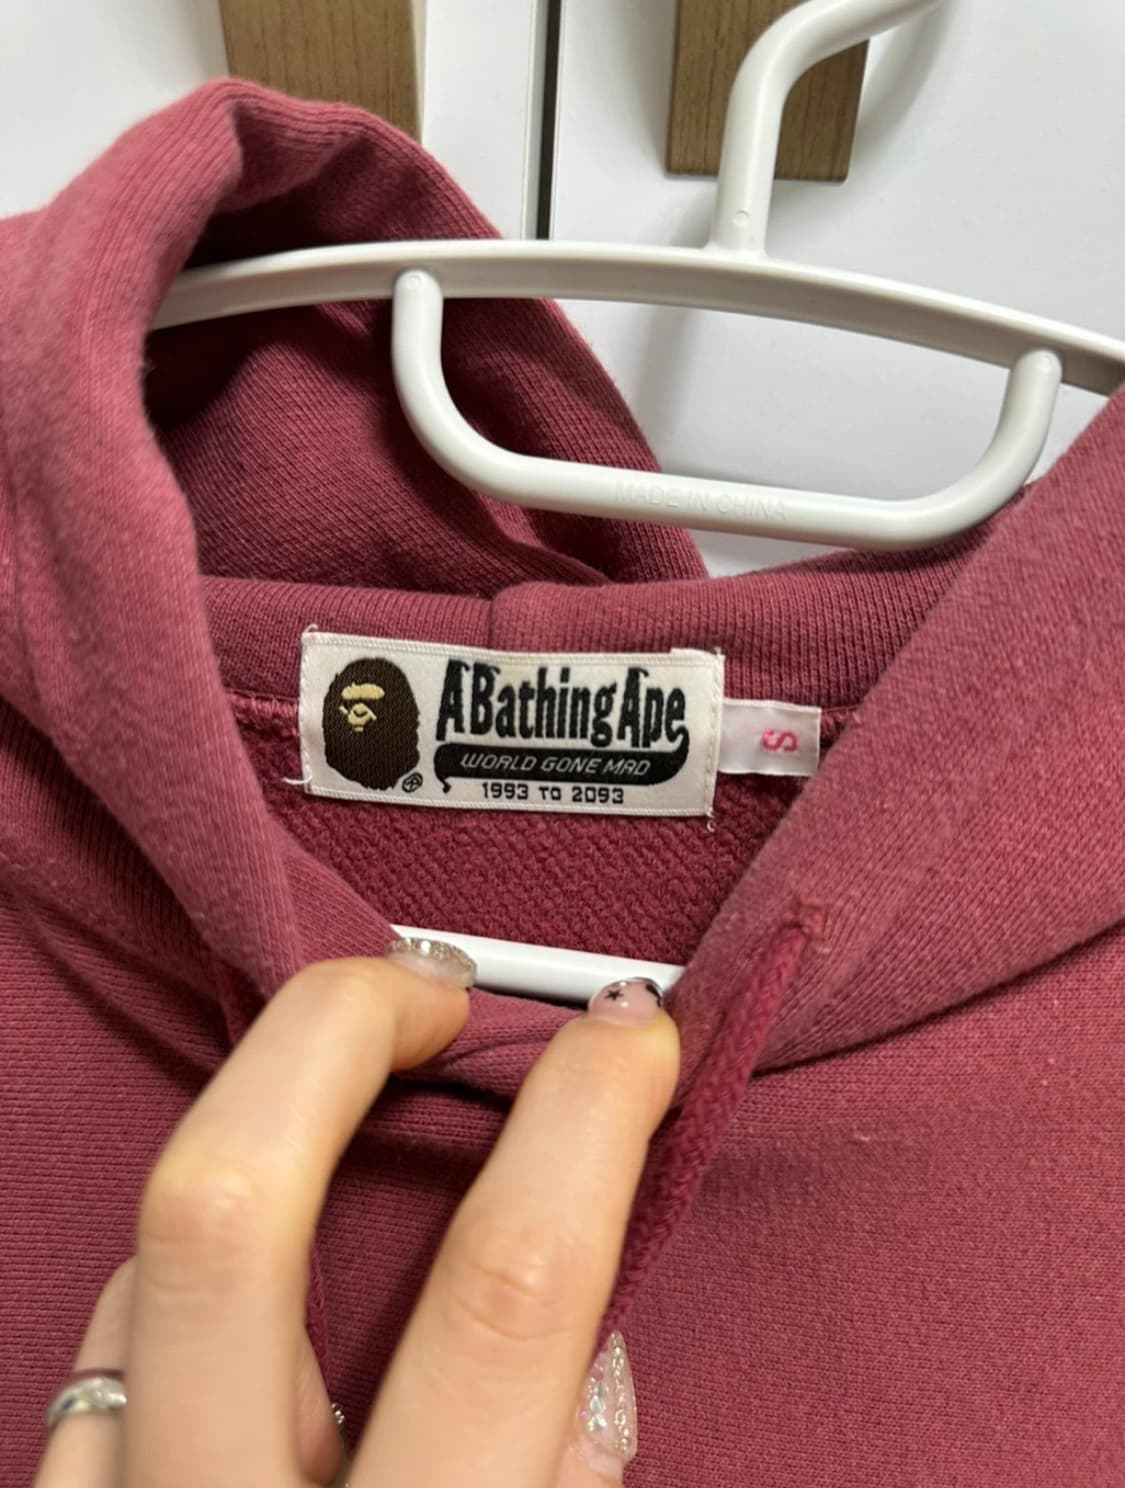 MADE IN CHINA
A Bathing Ape
S
WORLD GONE MAD
1993 TO 2093